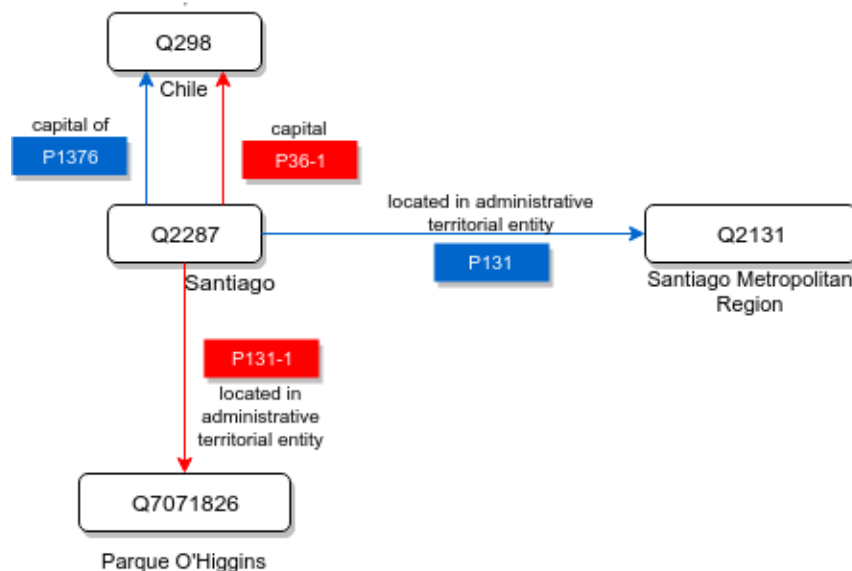 Q298
Chile
capital of
P1376
capital
P36-1
Q2287
Santiago
located in administrative
territorial entity
P131
Q2131
Santiago Metropolitan
Region
P131-1
located in
administrative
territorial entity
Q7071826
Parque O'Higgins